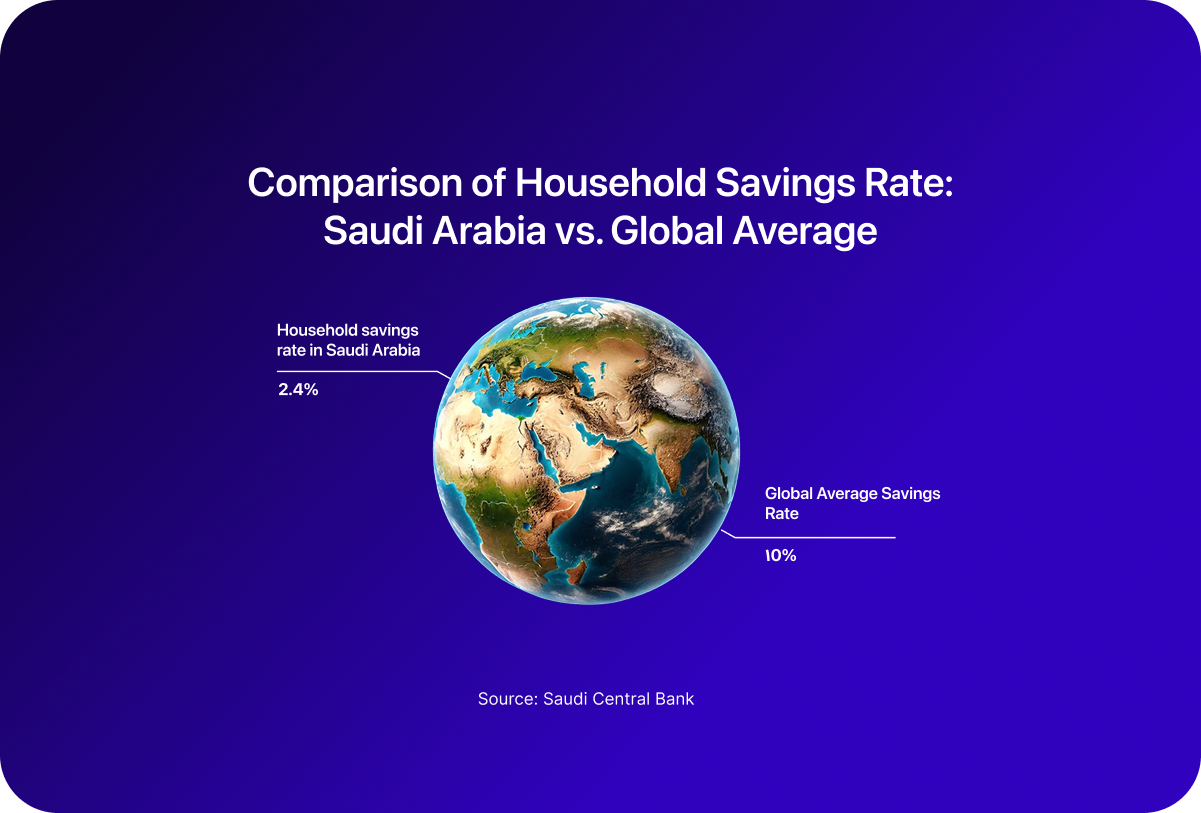 Comparison of Household Savings Rate:
Saudi Arabia vs. Global Average
Household savings
rate in Saudi Arabia
2.4%
Global Average Savings
Rate
١0%
Source: Saudi Central Bank